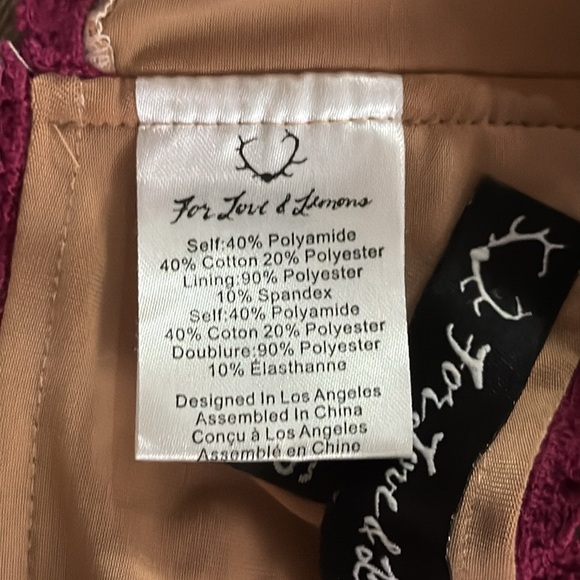 For Love & Lemons
Self:40% Polyamide
40% Cotton 20% Polyester
Lining:90% Polyester
10% Spandex
Self:40% Polyamide
40% Coton 20% Polyester
Doublure:90% Polyester
10% Élasthanne
Designed In Los Angeles
Assembled In China
Conçu à Los Angeles
Assemblé en Chine
For Love & L